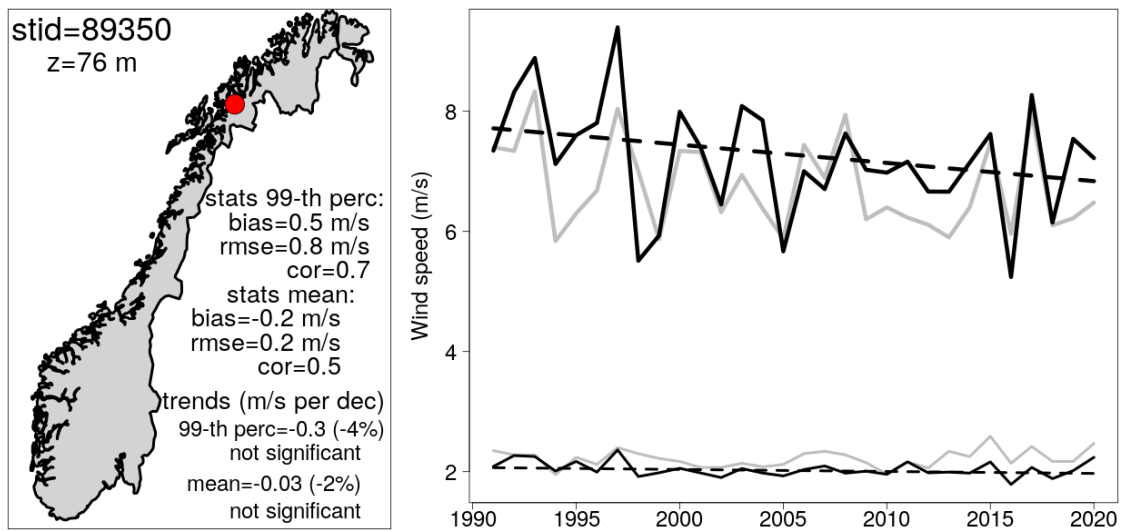 stid=89350
z=76 m
stats 99-th perc:
bias=0.5 m/s
rmse=0.8 m/s
cor=0.7
stats mean:
bias=-0.2 m/s
rmse=0.2 m/s
cor=0.5
trends (m/s per dec)
99-th perc=-0.3 (-4%)
not significant
mean=-0.03 (-2%)
not significant
Wind speed (m/s)
8
6
4
2
1990 1995 2000 2005 2010 2015 2020